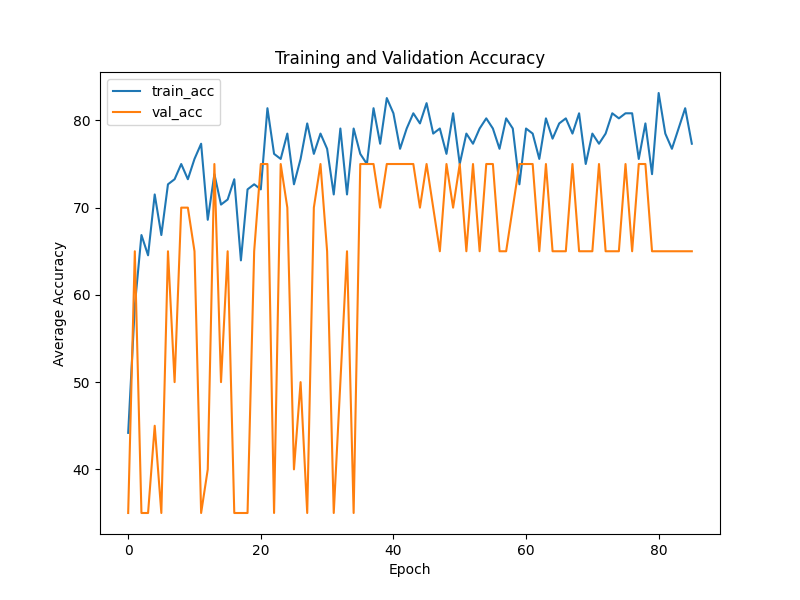 Training and Validation Accuracy
train_acc
val_acc
80
70
60
50
40
Average Accuracy
0 20 40 60 80
Epoch